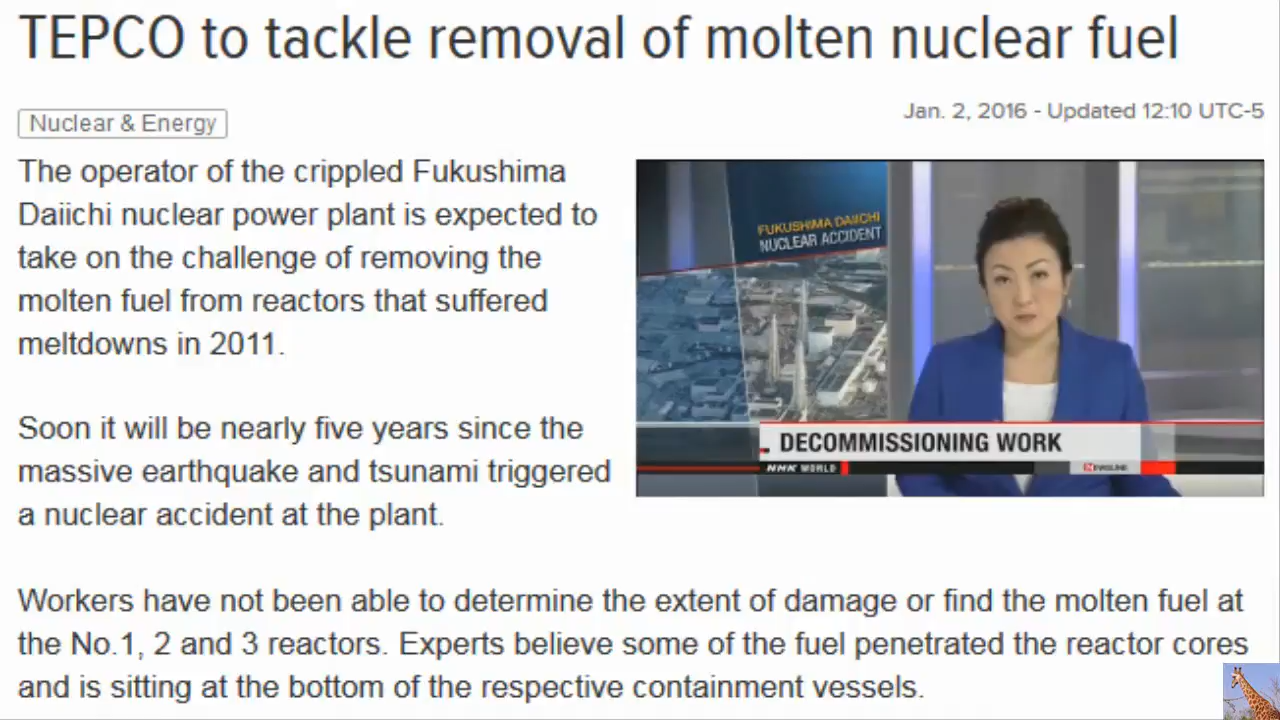 TEPCO to tackle removal of molten nuclear fuel
Nuclear & Energy
Jan. 2, 2016 - Updated 12:10 UTC-5
The operator of the crippled Fukushima
Daiichi nuclear power plant is expected to
take on the challenge of removing the
molten fuel from reactors that suffered
meltdowns in 2011.
Soon it will be nearly five years since the
massive earthquake and tsunami triggered
a nuclear accident at the plant.
FUKUSHIMA DAIICHI
NUCLEAR ACCIDENT
DECOMMISSIONING WORK
NHK WORLD
NEWSLINE
Workers have not been able to determine the extent of damage or find the molten fuel at
the No.1, 2 and 3 reactors. Experts believe some of the fuel penetrated the reactor cores
and is sitting at the bottom of the respective containment vessels.